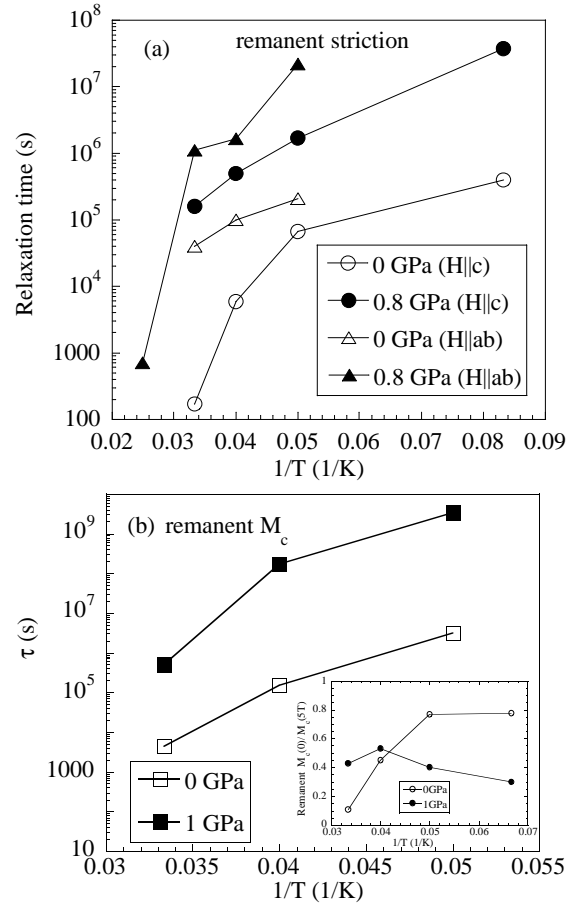 10^8
(a) remanent striction
10^7
10^6
10^5
10^4
1000
100
Relaxation time (s)
0 GPa (H||c)
0.8 GPa (H||c)
0 GPa (H||ab)
0.8 GPa (H||ab)
0.02 0.03 0.04 0.05 0.06 0.07 0.08 0.09
1/T (1/K)
(b) remanent M_c
10^9
10^7
10^5
1000
10
τ (s)
0 GPa
1 GPa
1
0.8
0.6
0.4
0.2
0
Remanent M_c(0)/M_c(5T)
0GPa
1GPa
0.03 0.04 0.05 0.06 0.07
1/T (1/K)
0.03 0.035 0.04 0.045 0.05 0.055
1/T (1/K)